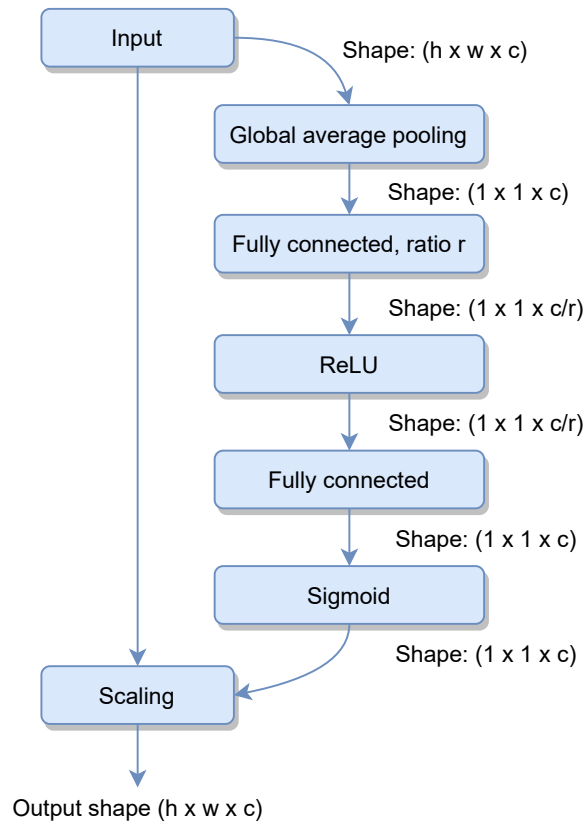 Input
Shape: (h x w x c)
Global average pooling
Shape: (1 x 1 x c)
Fully connected, ratio r
Shape: (1 x 1 x c/r)
ReLU
Shape: (1 x 1 x c/r)
Fully connected
Shape: (1 x 1 x c)
Sigmoid
Shape: (1 x 1 x c)
Scaling
Output shape (h x w x c)